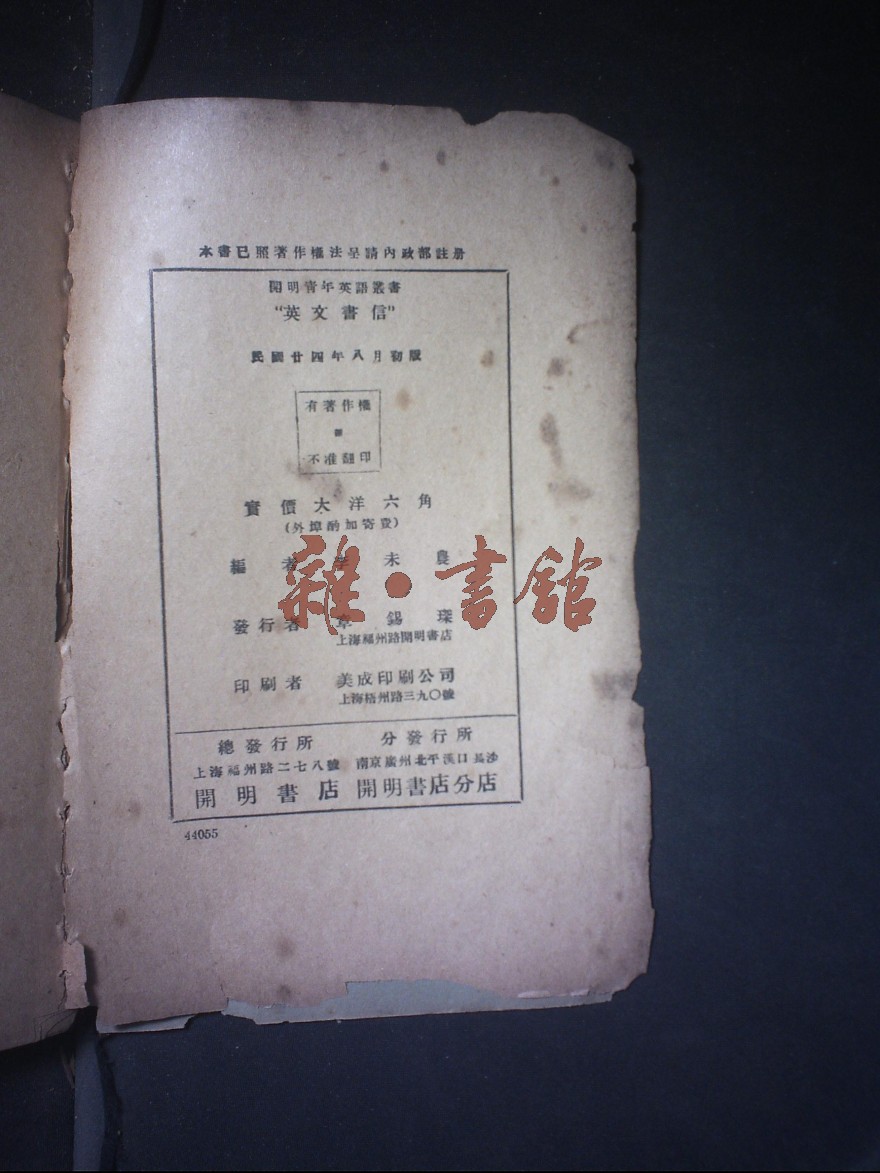 本書已照著作權法呈請內政部註册
開明青年英語叢書
"英文書信"
民國廿四年八月初版
有著作權
不准翻印
實價大洋六角
(外埠酌加寄費)
編者 未農
發行者 章錫琛
上海福州路開明書店
印刷者 美成印刷公司
上海梧州路三九〇號
總發行所 分發行所
上海福州路二七八號 南京廣州北平漢口長沙
開明書店 開明書店分店
44055
雜·書館